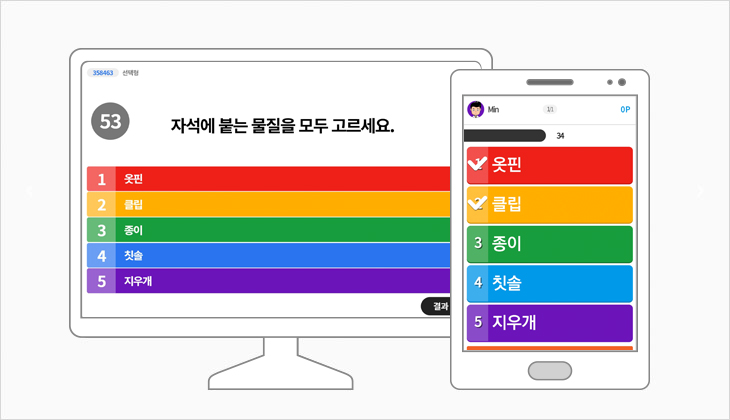 358463 선택형
53
자석에 붙는 물질을 모두 고르세요.
1 옷핀
2 클립
3 종이
4 칫솔
5 지우개
결과
Min 1/1 0P
34
1 옷핀
2 클립
3 종이
4 칫솔
5 지우개